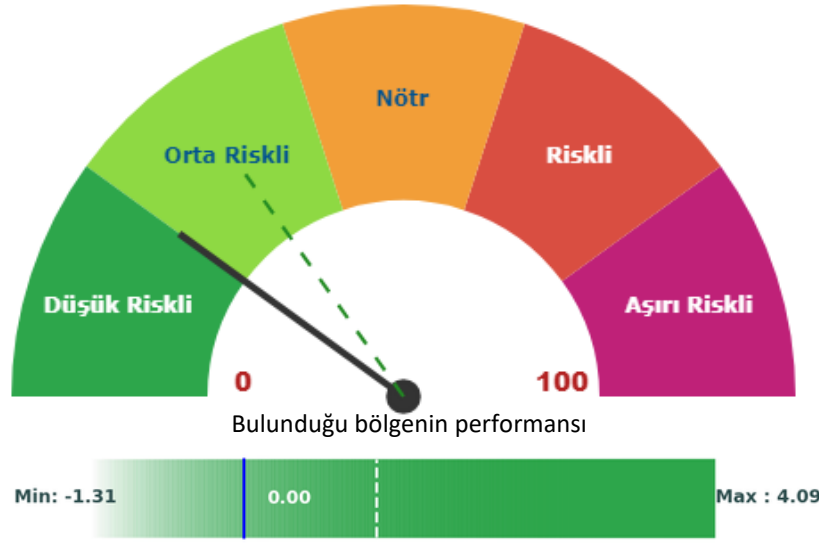 Nötr
Orta Riskli
Riskli
Düşük Riskli
Aşırı Riskli
0
100
Bulunduğu bölgenin performansı
Min: -1.31
0.00
Max : 4.09